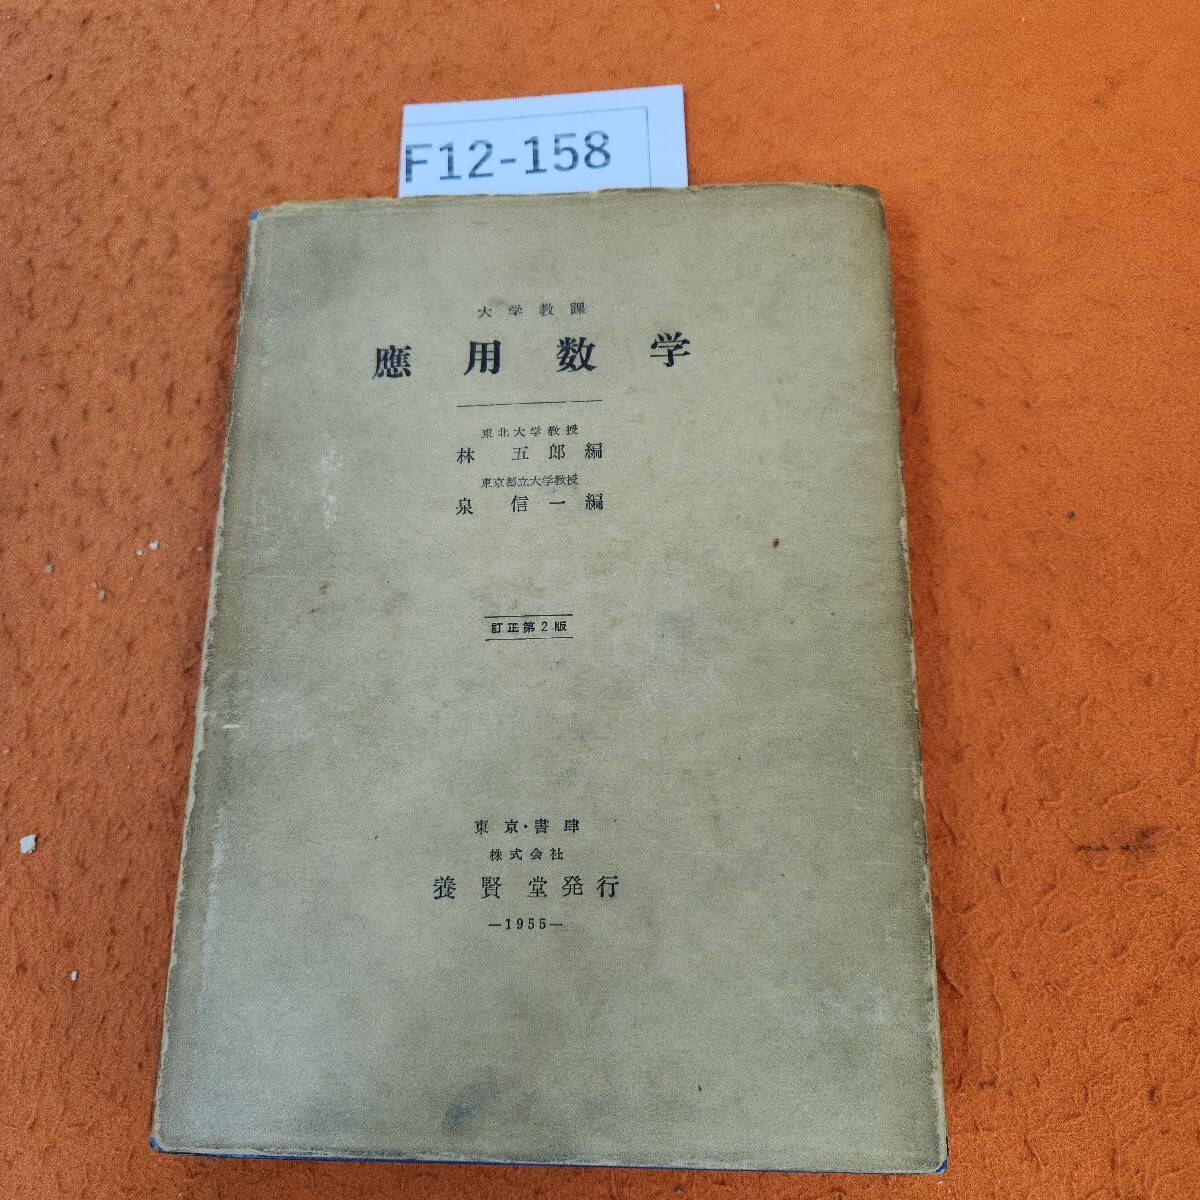 F12-158
大学教課
應用数学
東北大学教授
林 五郎編
東京都立大学教授
泉 信一編
訂正第2版
東京・書肆
株式会社
養賢堂発行
—1955—